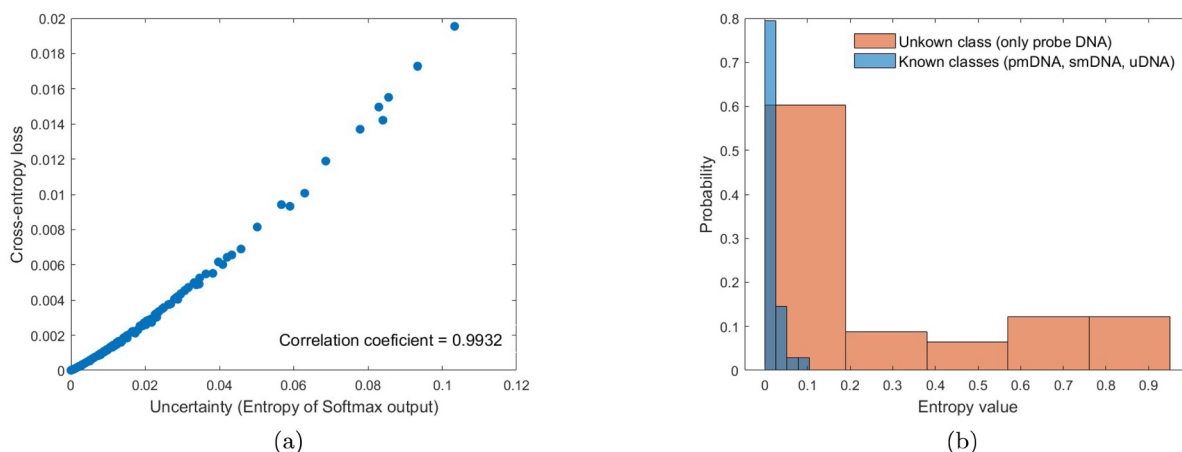 0.02
0.018
0.016
0.014
0.012
0.01
0.008
0.006
0.004
0.002
0
Cross-entropy loss
Correlation coeficient = 0.9932
0 0.02 0.04 0.06 0.08 0.1 0.12
Uncertainty (Entropy of Softmax output)
(a)
0.8
0.7
0.6
0.5
0.4
0.3
0.2
0.1
0
Probability
Unkown class (only probe DNA)
Known classes (pmDNA, smDNA, uDNA)
0 0.1 0.2 0.3 0.4 0.5 0.6 0.7 0.8 0.9
Entropy value
(b)